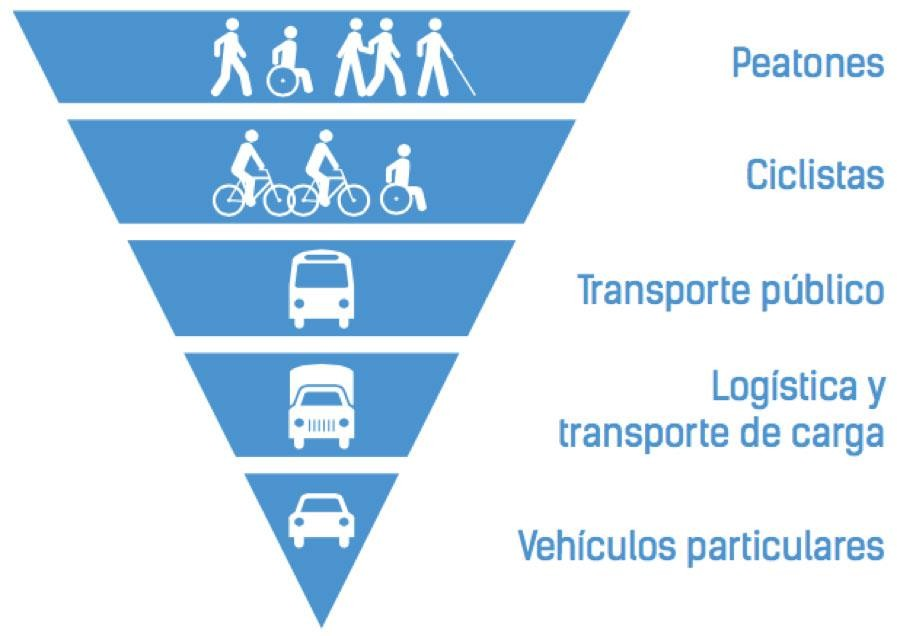 Peatones
Ciclistas
Transporte público
Logística y
transporte de carga
Vehículos particulares